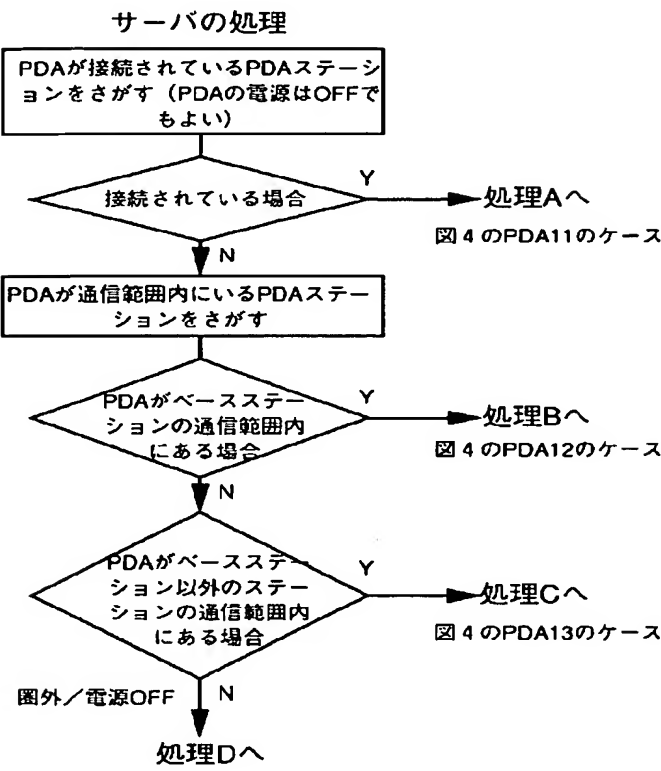 サーバの処理
PDAが接続されているPDAステーシ
ョンをさがす（PDAの電源はOFFで
もよい）
接続されている場合
Y
処理Aへ
図４のPDA11のケース
N
PDAが通信範囲内にいるPDAステー
ションをさがす
PDAがベースステー
ションの通信範囲内
にある場合
Y
処理Bへ
図４のPDA12のケース
N
PDAがベースステー
ション以外のステー
ションの通信範囲内
にある場合
Y
処理Cへ
図４のPDA13のケース
圏外／電源OFF
N
処理Dへ